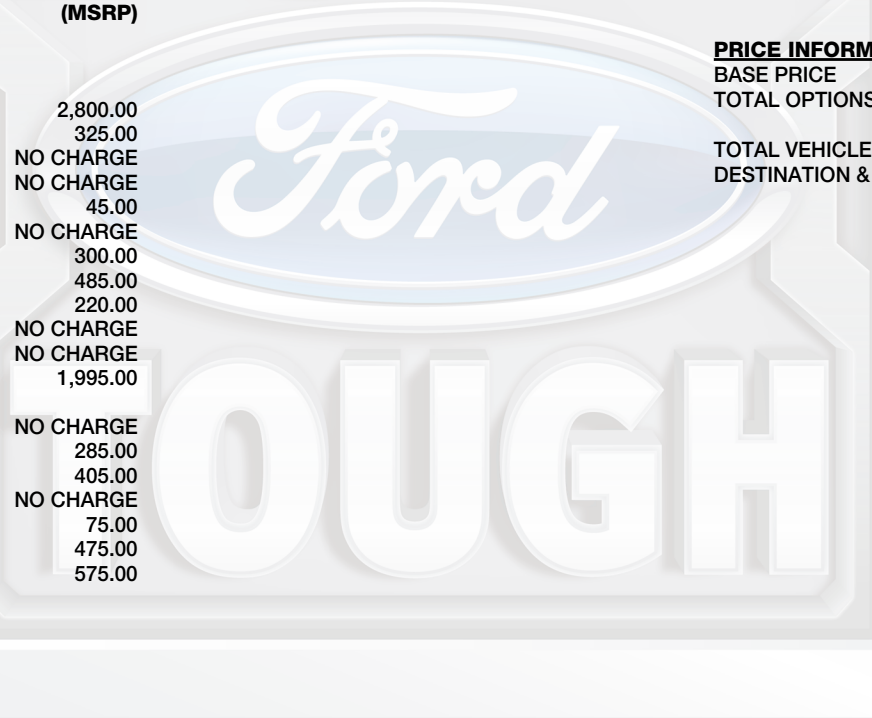 (MSRP)
2,800.00
325.00
NO CHARGE
NO CHARGE
45.00
NO CHARGE
300.00
485.00
220.00
NO CHARGE
NO CHARGE
1,995.00
NO CHARGE
285.00
405.00
NO CHARGE
75.00
475.00
575.00
PRICE INFORM
BASE PRICE
TOTAL OPTIONS
TOTAL VEHICLE
DESTINATION &
Ford
TOUGH